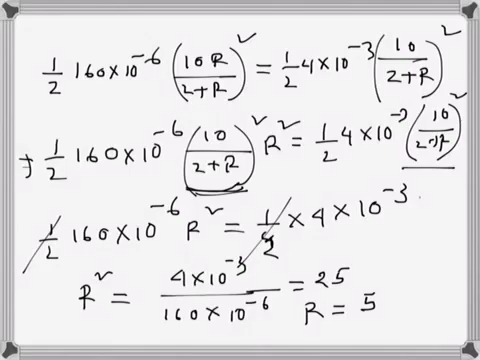 1/2 160×10^-6 (10R/(2+R))^2 = 1/2 4×10^-3 (10/(2+R))^2
⇒ 1/2 160×10^-6 (10/(2+R))^2 R^2 = 1/2 4×10^-3 (10/(2+R))^2
1/2 160×10^-6 R^2 = 1/2 × 4×10^-3
R^2 = 4×10^-3/160×10^-6 = 25
R = 5